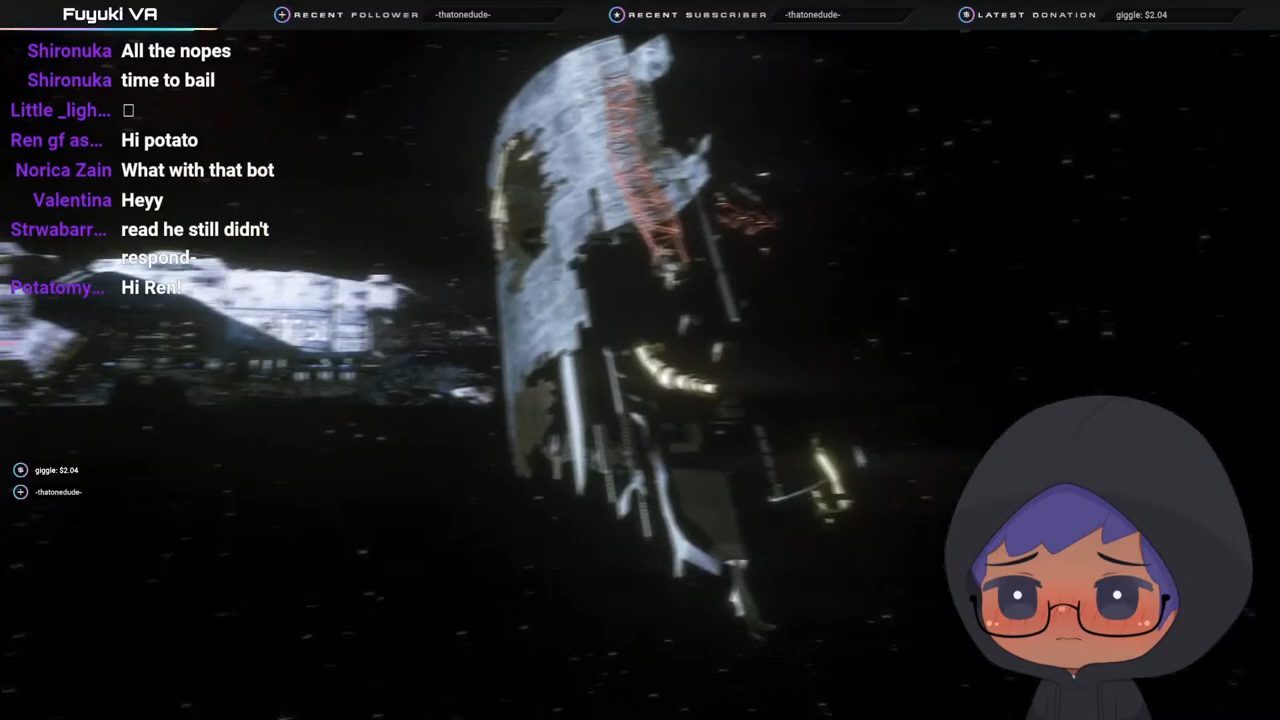 Fuyuki VA
RECENT FOLLOWER -thatonedude-
RECENT SUBSCRIBER -thatonedude-
LATEST DONATION giggle: $2.04
Shironuka All the nopes
Shironuka time to bail
Little _ligh...
Ren gf as... Hi potato
Norica Zain What with that bot
Valentina Heyy
Strwabarr... read he still didn't
respond-
Potatomy... Hi Ren!
giggle: $2.04
-thatonedude-